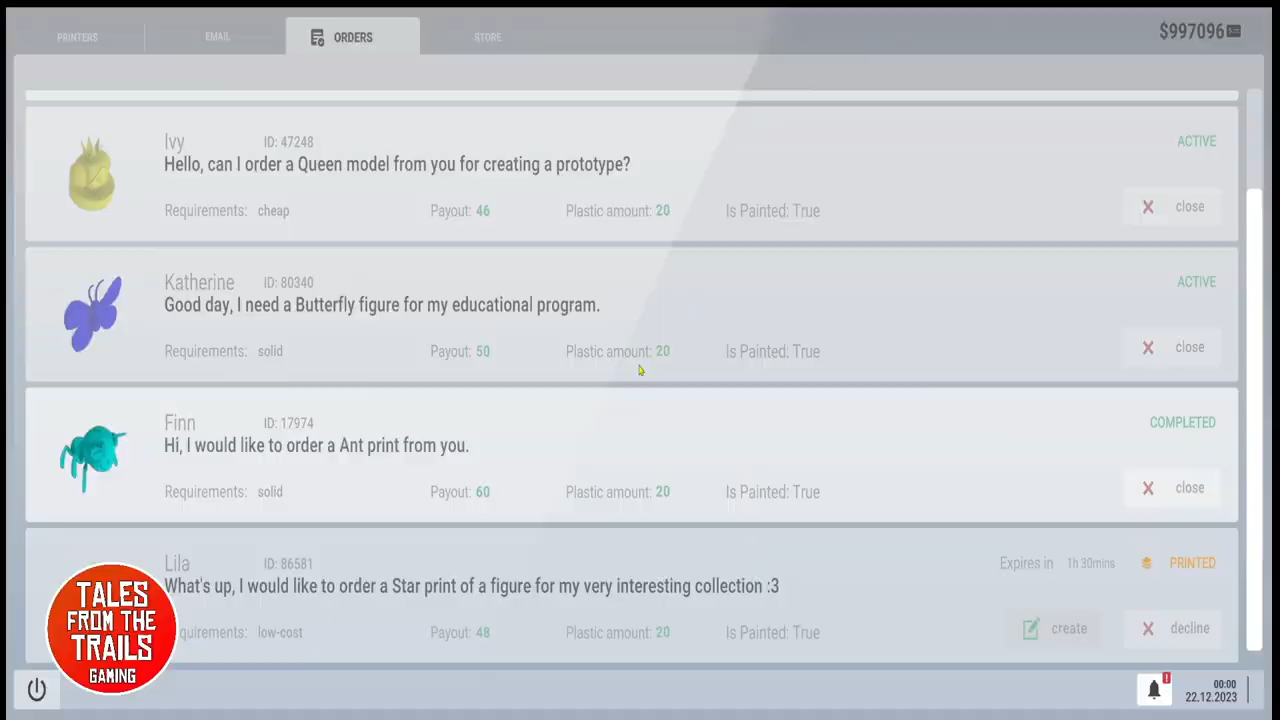 PRINTERS EMAIL ORDERS STORE $997096
Ivy ID: 47248 ACTIVE
Hello, can I order a Queen model from you for creating a prototype?
Requirements: cheap Payout: 46 Plastic amount: 20 Is Painted: True X close
Katherine ID: 80340 ACTIVE
Good day, I need a Butterfly figure for my educational program.
Requirements: solid Payout: 50 Plastic amount: 20 Is Painted: True X close
Finn ID: 17974 COMPLETED
Hi, I would like to order a Ant print from you.
Requirements: solid Payout: 60 Plastic amount: 20 Is Painted: True X close
Lila ID: 86581 Expires in 1h 30mins PRINTED
What's up, I would like to order a Star print of a figure for my very interesting collection :3
quirements: low-cost Payout: 48 Plastic amount: 20 Is Painted: True create X decline
TALES
FROM THE
TRAILS
GAMING
!
00:00
22.12.2023